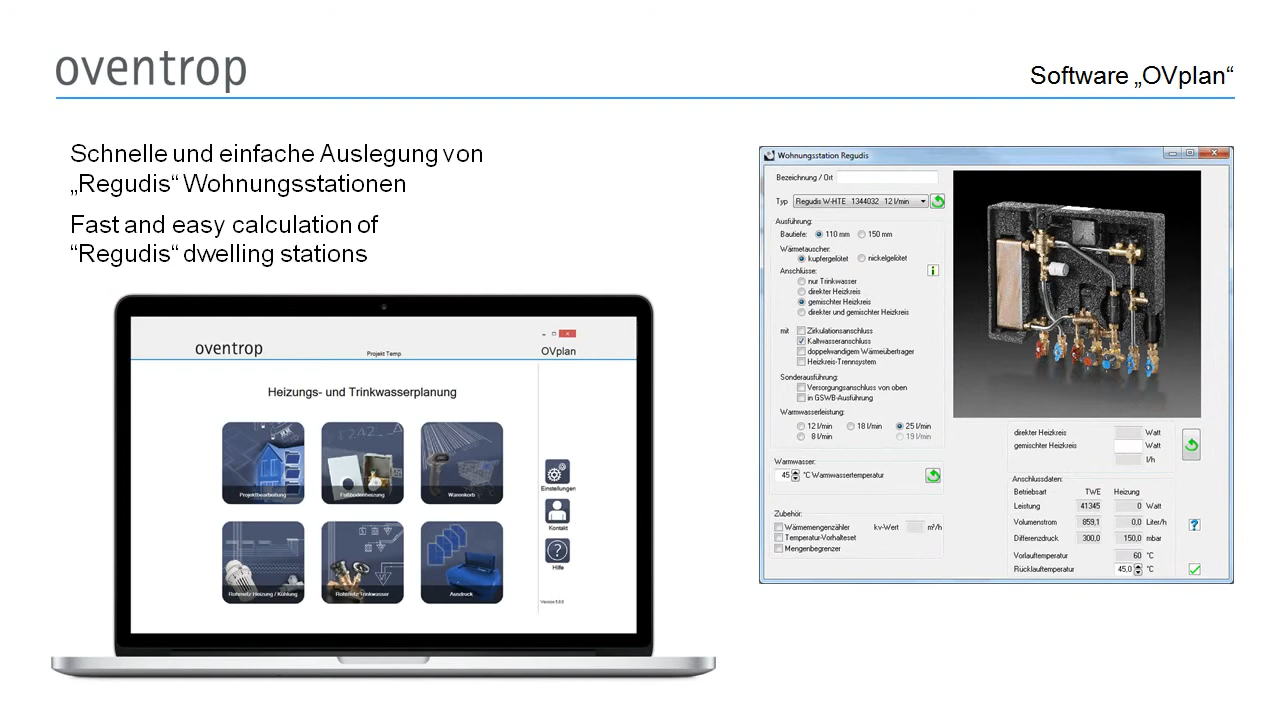 oventrop
Software „OVplan“
Schnelle und einfache Auslegung von
„Regudis“ Wohnungsstationen
Fast and easy calculation of
“Regudis“ dwelling stations
oventrop
Projekt Temp
OVplan
Heizungs- und Trinkwasserplanung
Projektbearbeitung
Fußbodenheizung
Warenkorb
Rohrnetz Heizung / Kühlung
Rohrnetz Trinkwasser
Ausdruck
Einstellungen
Kontakt
Hilfe
Version 5.0.0
Wohnungsstation Regudis
Bezeichnung / Ort
Typ Regudis W-HTE 1344032 12 l/min
Ausführung:
Bautiefe: 110 mm 150 mm
Wärmetauscher:
kupfergelötet nickelgelötet
Anschlüsse:
nur Trinkwasser
direkter Heizkreis
gemischter Heizkreis
direkter und gemischter Heizkreis
mit Zirkulationsanschluss
Kaltwasseranschluss
doppelwandigem Wärmeübertrager
Heizkreis-Trennsystem
Sonderausführung:
Versorgungsanschluss von oben
in GSWB-Ausführung
Warmwasserleistung:
12 l/min 18 l/min 25 l/min
8 l/min 19 l/min
Warmwasser:
45 °C Warmwassertemperatur
Zubehör:
Wärmemengenzähler kv-Wert m³/h
Temperatur-Vorhalteset
Mengenbegrenzer
direkter Heizkreis Watt
gemischter Heizkreis Watt
l/h
Anschlussdaten:
Betriebsart TWE Heizung
Leistung 41345 0 Watt
Volumenstrom 859,1 0,0 Liter/h
Differenzdruck 300,0 150,0 mbar
Vorlauftemperatur 60 °C
Rücklauftemperatur 45,0 °C